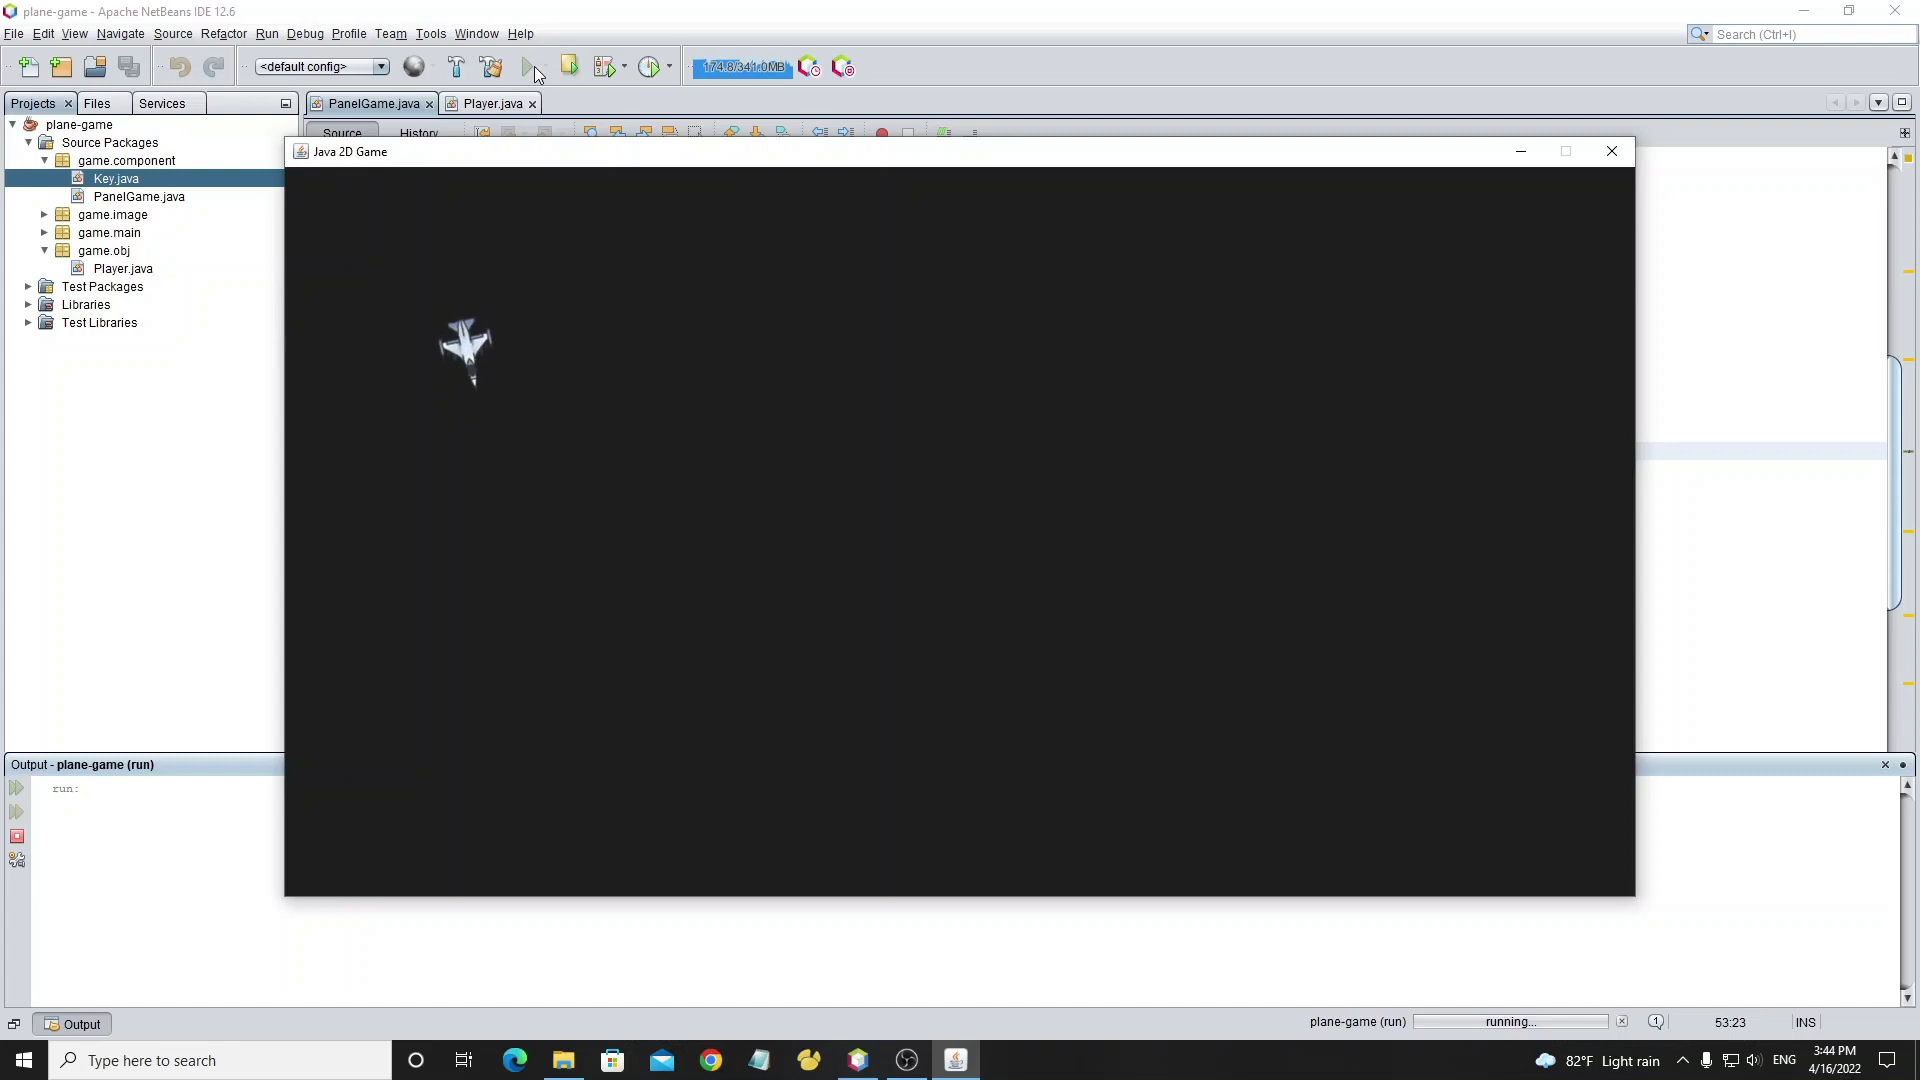 plane-game - Apache NetBeans IDE 12.6
File Edit View Navigate Source Refactor Run Debug Profile Team Tools Window Help
Search (Ctrl+I)
<default config>
174.8/341.0MB
Projects Files Services
PanelGame.java Player.java
plane-game
Source History
Source Packages
game.component
Java 2D Game
Key.java
PanelGame.java
game.image
game.main
game.obj
Player.java
Test Packages
Libraries
Test Libraries
Output - plane-game (run)
run:
Output
plane-game (run) running... 1 53:23 INS
Type here to search
82°F Light rain
ENG
3:44 PM
4/16/2022